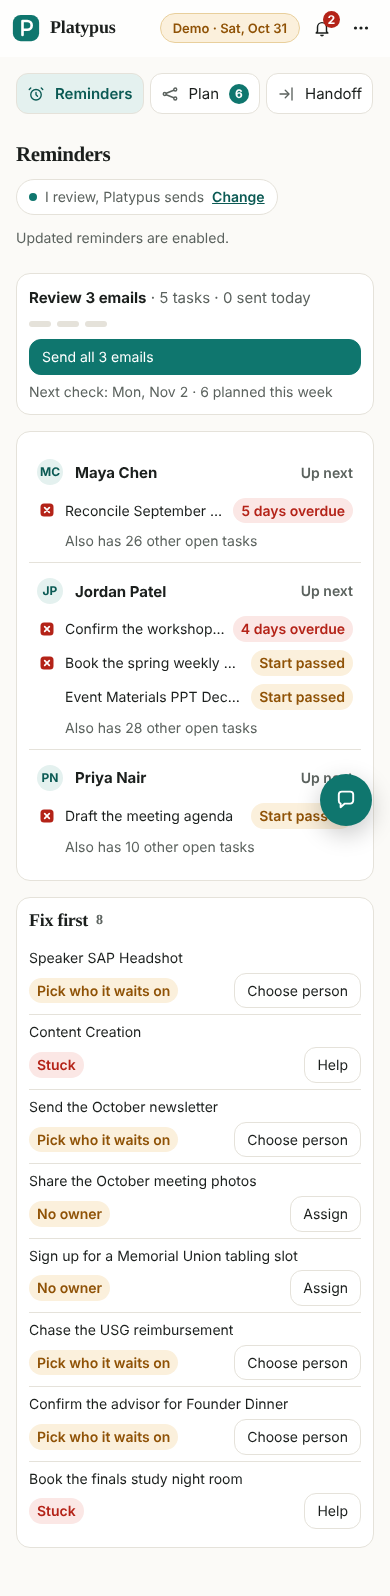 P Platypus
Demo · Sat, Oct 31
2
Reminders
Plan 6
Handoff
Reminders
I review, Platypus sends Change
Updated reminders are enabled.
Review 3 emails · 5 tasks · 0 sent today
Send all 3 emails
Next check: Mon, Nov 2 · 6 planned this week
MC Maya Chen Up next
Reconcile September ... 5 days overdue
Also has 26 other open tasks
JP Jordan Patel Up next
Confirm the workshop... 4 days overdue
Book the spring weekly ... Start passed
Event Materials PPT Dec... Start passed
Also has 28 other open tasks
PN Priya Nair Up
Draft the meeting agenda Start
Also has 10 other open tasks
Fix first 8
Speaker SAP Headshot
Pick who it waits on Choose person
Content Creation
Stuck Help
Send the October newsletter
Pick who it waits on Choose person
Share the October meeting photos
No owner Assign
Sign up for a Memorial Union tabling slot
No owner Assign
Chase the USG reimbursement
Pick who it waits on Choose person
Confirm the advisor for Founder Dinner
Pick who it waits on Choose person
Book the finals study night room
Stuck Help